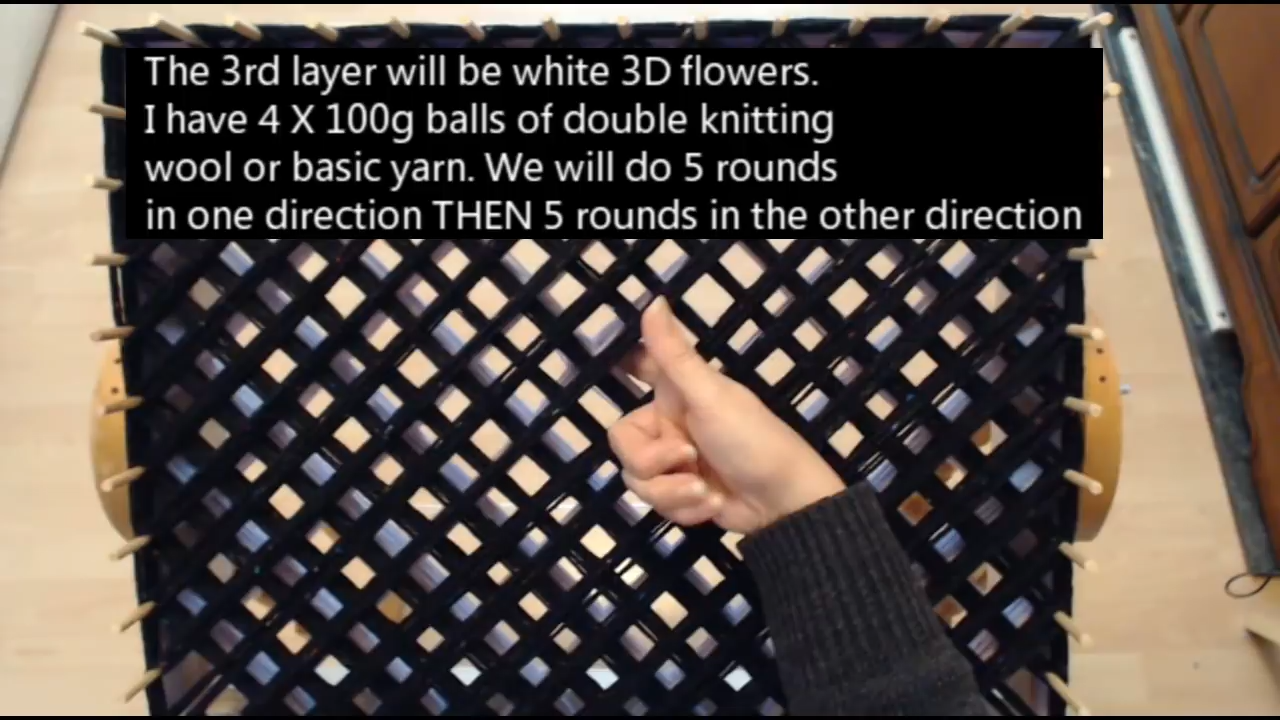 The 3rd layer will be white 3D flowers.
I have 4 X 100g balls of double knitting
wool or basic yarn. We will do 5 rounds
in one direction THEN 5 rounds in the other direction